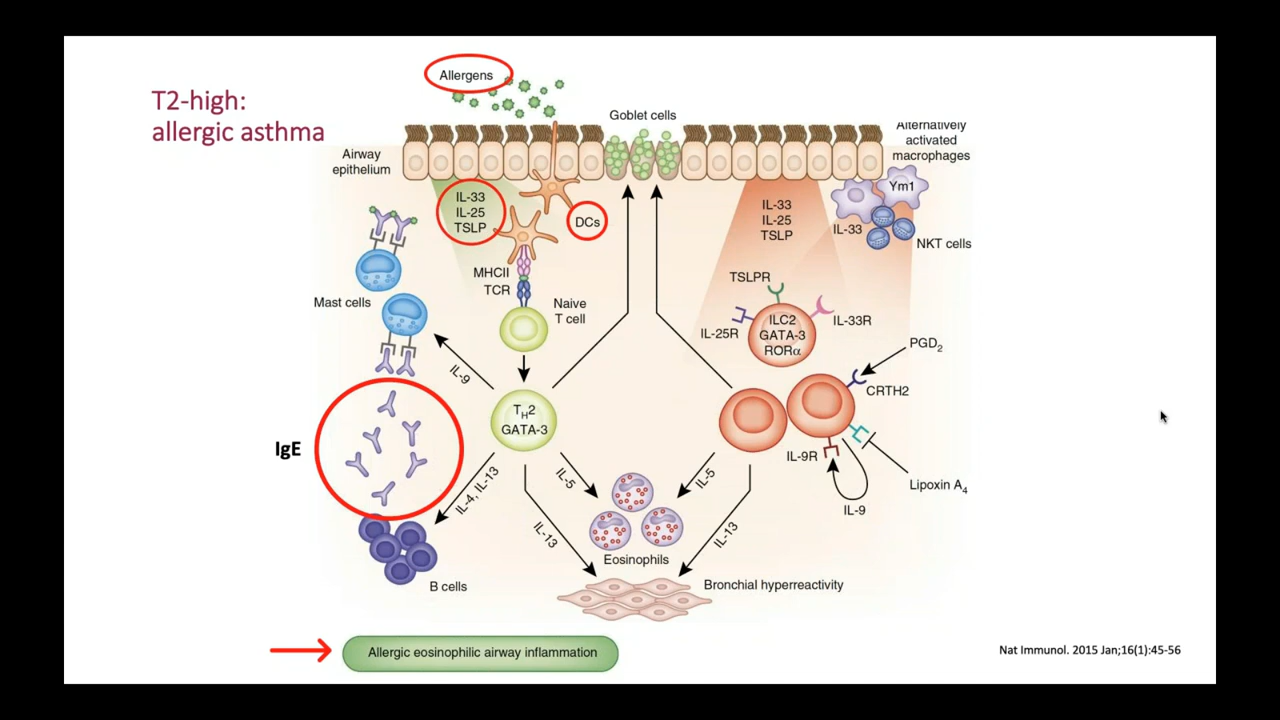 T2-high:
allergic asthma
Allergens
Goblet cells
Airway
epithelium
Alternatively
activated
macrophages
IL-33
IL-25
TSLP
DCs
IL-33
IL-25
TSLP
Ym1
IL-33
NKT cells
MHCII
TCR
Mast cells
Naive
T cell
TSLPR
IL-25R
ILC2
GATA-3
RORα
IL-33R
PGD2
CRTH2
IL-9
TH2
GATA-3
IgE
IL-9R
Lipoxin A4
IL-9
IL-4, IL-13
IL-5
IL-5
IL-13
IL-13
Eosinophils
B cells
Bronchial hyperreactivity
Allergic eosinophilic airway inflammation
Nat Immunol. 2015 Jan;16(1):45-56